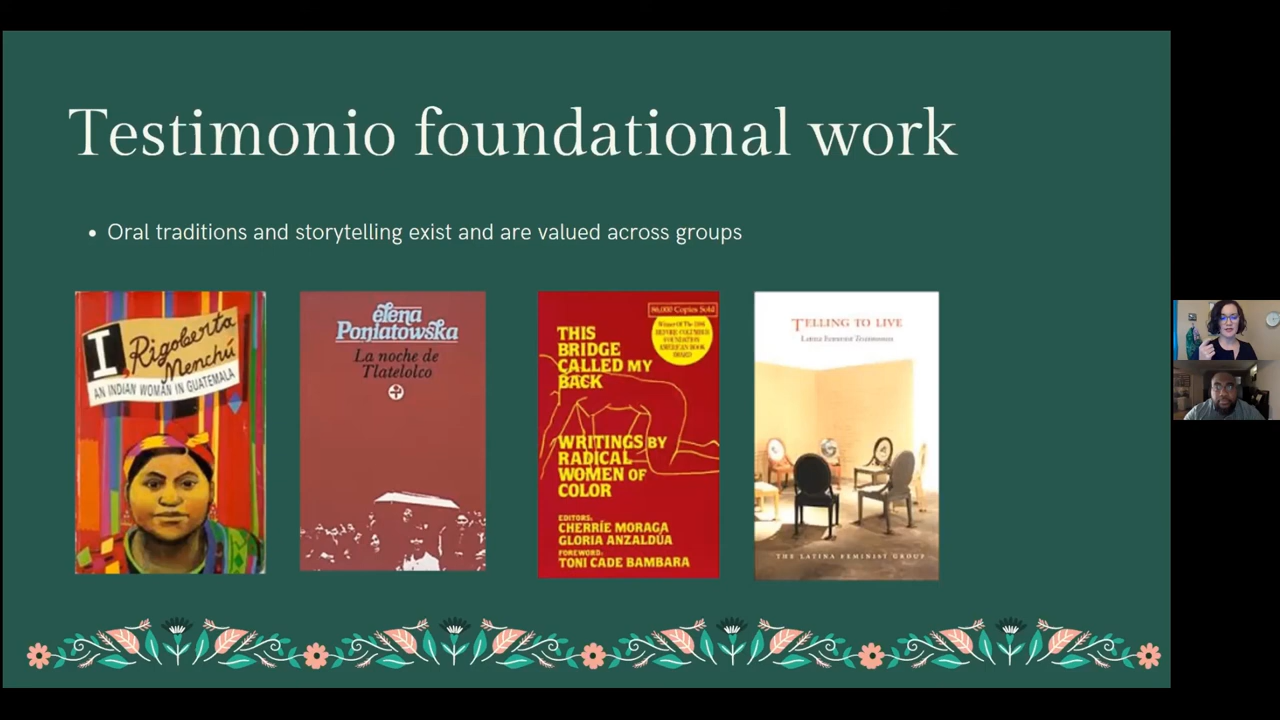 Testimonio foundational work
• Oral traditions and storytelling exist and are valued across groups
I, Rigoberta
Menchú
AN INDIAN WOMAN IN GUATEMALA
elena
Poniatowska
La noche de
Tlatelolco
86,000 Copies Sold
Winner Of The 1986
BEFORE COLUMBUS
FOUNDATION
AMERICAN BOOK
AWARD
THIS
BRIDGE
CALLED MY
BACK
WRITINGS BY
RADICAL
WOMEN OF
COLOR
EDITORS:
CHERRÍE MORAGA
GLORIA ANZALDÚA
FOREWORD:
TONI CADE BAMBARA
TELLING TO LIVE
Latina Feminist Testimonios
THE LATINA FEMINIST GROUP